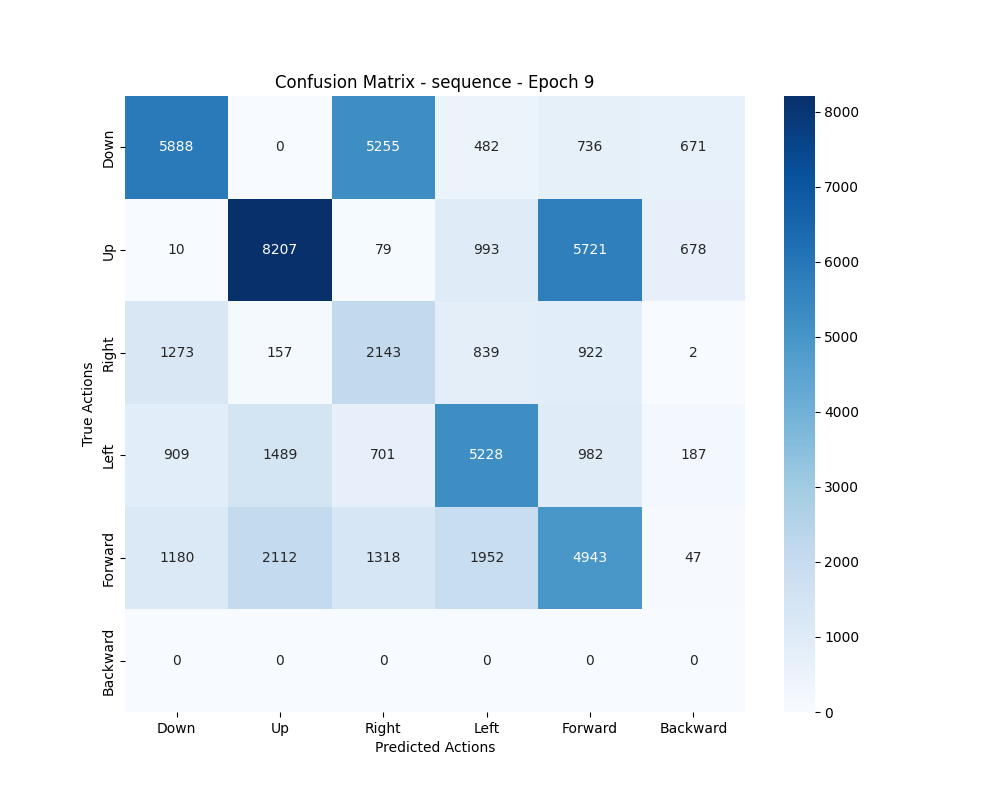 Confusion Matrix - sequence - Epoch 9
Down 5888 0 5255 482 736 671
Up 10 8207 79 993 5721 678
Right 1273 157 2143 839 922 2
Left 909 1489 701 5228 982 187
Forward 1180 2112 1318 1952 4943 47
Backward 0 0 0 0 0 0
Down Up Right Left Forward Backward
Predicted Actions
True Actions
8000
7000
6000
5000
4000
3000
2000
1000
0